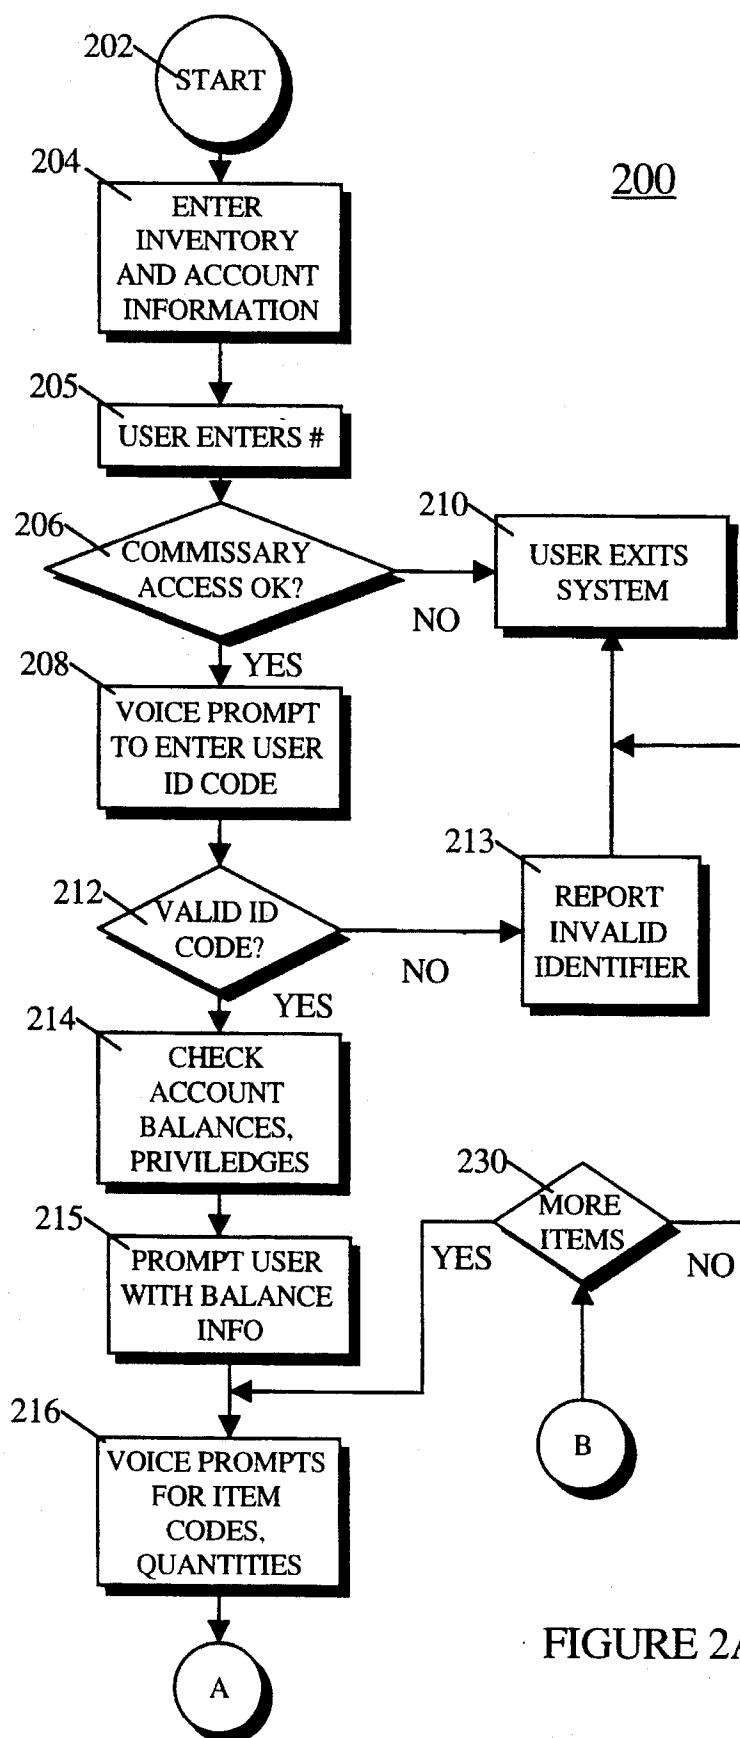 202
START
204
ENTER
INVENTORY
AND ACCOUNT
INFORMATION
200
205
USER ENTERS #
206
COMMISSARY
ACCESS OK?
NO
210
USER EXITS
SYSTEM
YES
208
VOICE PROMPT
TO ENTER USER
ID CODE
212
VALID ID
CODE?
NO
213
REPORT
INVALID
IDENTIFIER
YES
214
CHECK
ACCOUNT
BALANCES,
PRIVILEDGES
215
PROMPT USER
WITH BALANCE
INFO
230
MORE
ITEMS
YES
NO
B
216
VOICE PROMPTS
FOR ITEM
CODES,
QUANTITIES
A
FIGURE 2A